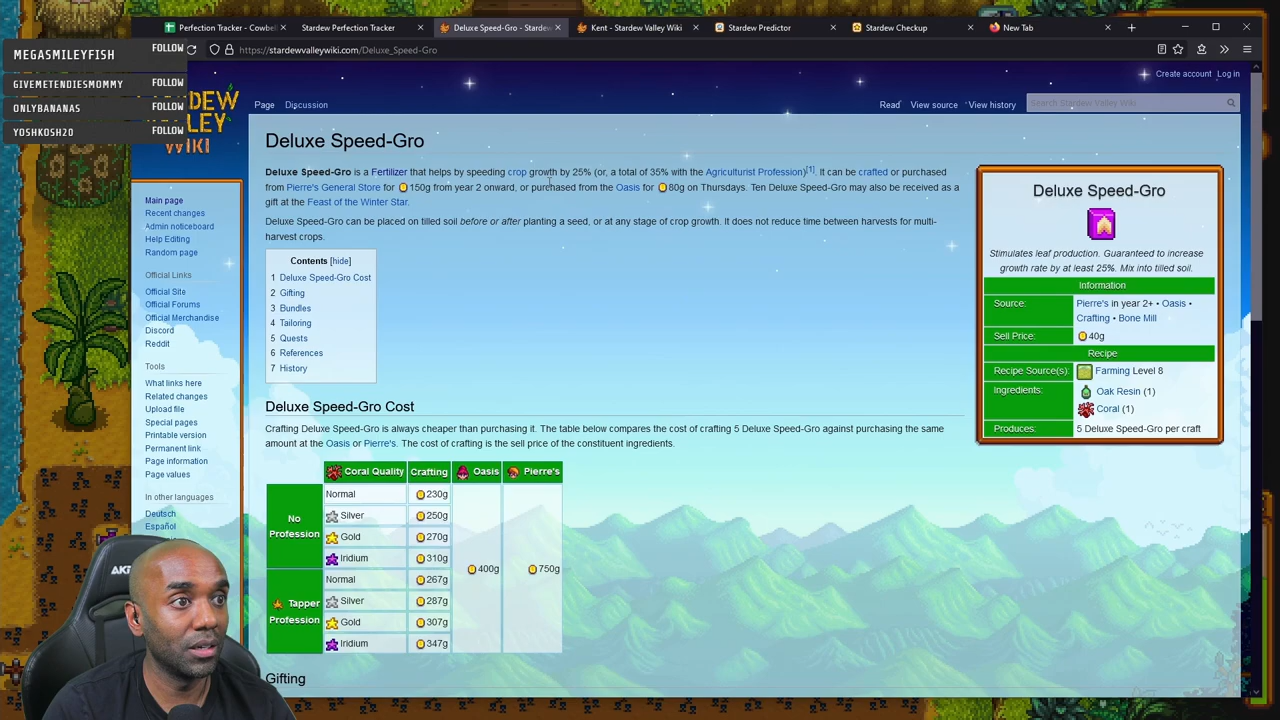 Perfection Tracker - Cowbell
Stardew Perfection Tracker
Deluxe Speed-Gro - Stardew
Kent - Stardew Valley Wiki
Stardew Predictor
Stardew Checkup
New Tab
https://stardewvalleywiki.com/Deluxe_Speed-Gro
MEGASMILEYFISH FOLLOW
GIVEMETENDIESMOMMY FOLLOW
ONLYBANANAS FOLLOW
YOSHKOSH20 FOLLOW
Create account Log in
Page Discussion Read View source View history Search Stardew Valley Wiki
WIKI
Deluxe Speed-Gro
Deluxe Speed-Gro is a Fertilizer that helps by speeding crop growth by 25% (or, a total of 35% with the Agriculturist Profession)[1]. It can be crafted or purchased
from Pierre's General Store for 150g from year 2 onward, or purchased from the Oasis for 80g on Thursdays. Ten Deluxe Speed-Gro may also be received as a
gift at the Feast of the Winter Star.
Deluxe Speed-Gro can be placed on tilled soil before or after planting a seed, or at any stage of crop growth. It does not reduce time between harvests for multi-
harvest crops.
Contents [hide]
1 Deluxe Speed-Gro Cost
2 Gifting
3 Bundles
4 Tailoring
5 Quests
6 References
7 History
Main page
Recent changes
Admin noticeboard
Help Editing
Random page
Official Links
Official Site
Official Forums
Official Merchandise
Discord
Reddit
Tools
What links here
Related changes
Upload file
Special pages
Printable version
Permanent link
Page information
Page values
In other languages
Deutsch
Español
Deluxe Speed-Gro
Stimulates leaf production. Guaranteed to increase
growth rate by at least 25%. Mix into tilled soil.
Information
Source: Pierre's in year 2+ • Oasis •
Crafting • Bone Mill
Sell Price: 40g
Recipe
Recipe Source(s): Farming Level 8
Ingredients: Oak Resin (1)
Coral (1)
Produces: 5 Deluxe Speed-Gro per craft
Deluxe Speed-Gro Cost
Crafting Deluxe Speed-Gro is always cheaper than purchasing it. The table below compares the cost of crafting 5 Deluxe Speed-Gro against purchasing the same
amount at the Oasis or Pierre's. The cost of crafting is the sell price of the constituent ingredients.
Coral Quality Crafting Oasis Pierre's
No
Profession
Normal 230g
Silver 250g
Gold 270g
Iridium 310g
400g 750g
Tapper
Profession
Normal 267g
Silver 287g
Gold 307g
Iridium 347g
Gifting